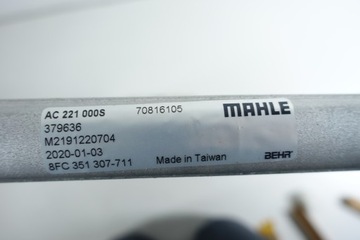 AC 221 000S 70816105 MAHLE
379636
M2191220704
2020-01-03
8FC 351 307-711 Made in Taiwan BEHR